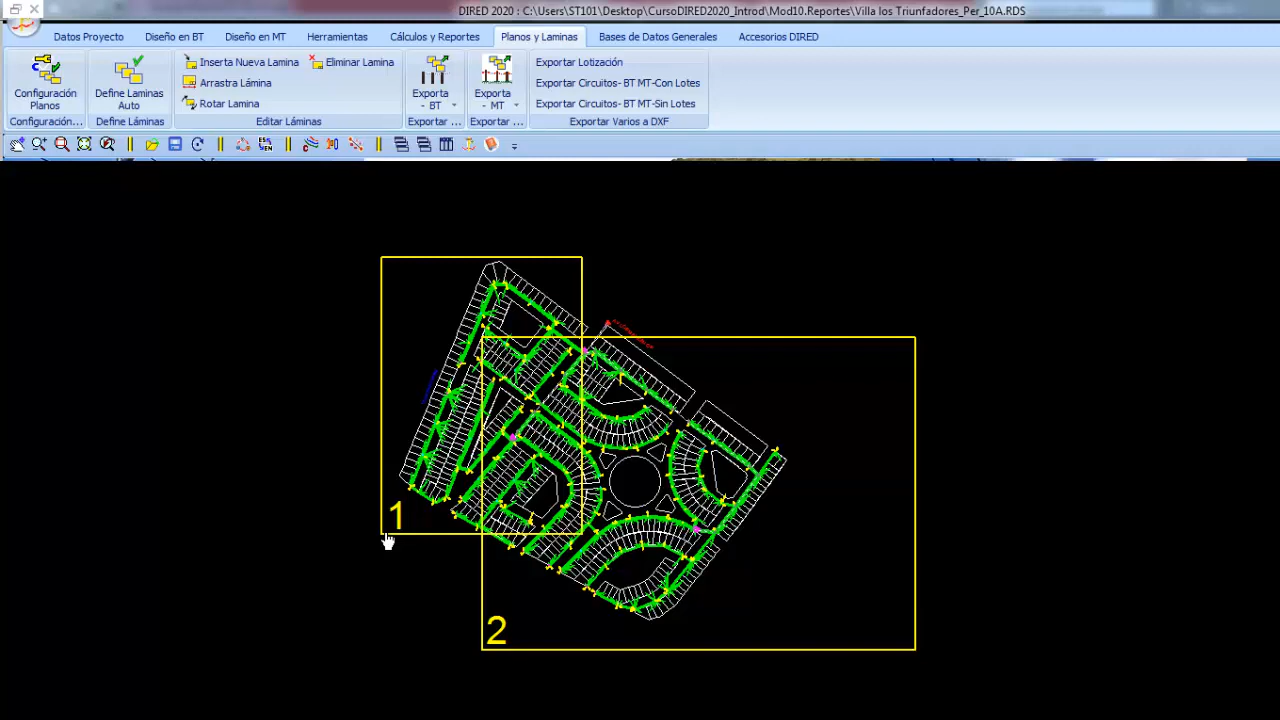 DIRED 2020 : C:\Users\ST101\Desktop\CursoDIRED2020_Introd\Mod10.Reportes\Villa los Triunfadores_Per_10A.RDS
Datos Proyecto Diseño en BT Diseño en MT Herramientas Cálculos y Reportes Planos y Laminas Bases de Datos Generales Accesorios DIRED
Configuración Planos
Define Laminas Auto
Inserta Nueva Lamina
Eliminar Lamina
Arrastra Lámina
Rotar Lamina
Exporta - BT
Exporta - MT
Exportar Lotización
Exportar Circuitos- BT MT-Con Lotes
Exportar Circuitos- BT MT-Sin Lotes
Configuración... Define Láminas Editar Láminas Exportar ... Exportar ... Exportar Varios a DXF
1
2